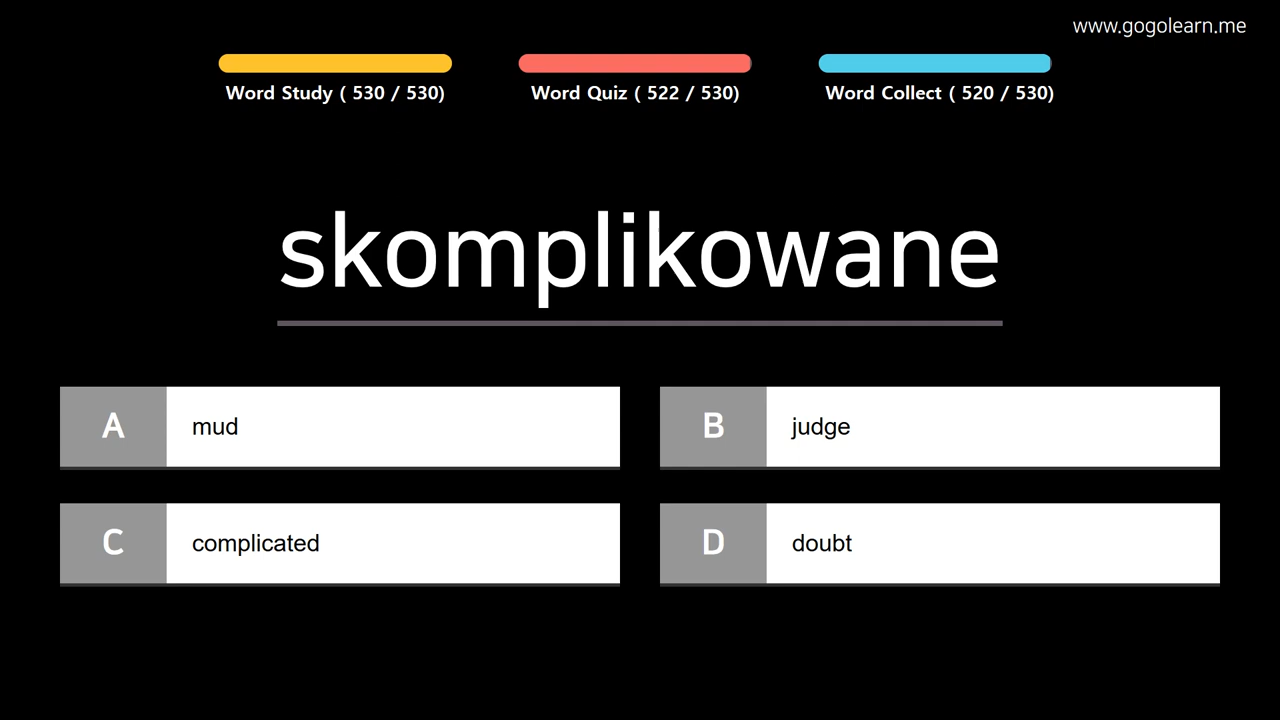 www.gogolearn.me
Word Study ( 530 / 530)
Word Quiz ( 522 / 530)
Word Collect ( 520 / 530)
skomplikowane
A mud
B judge
C complicated
D doubt